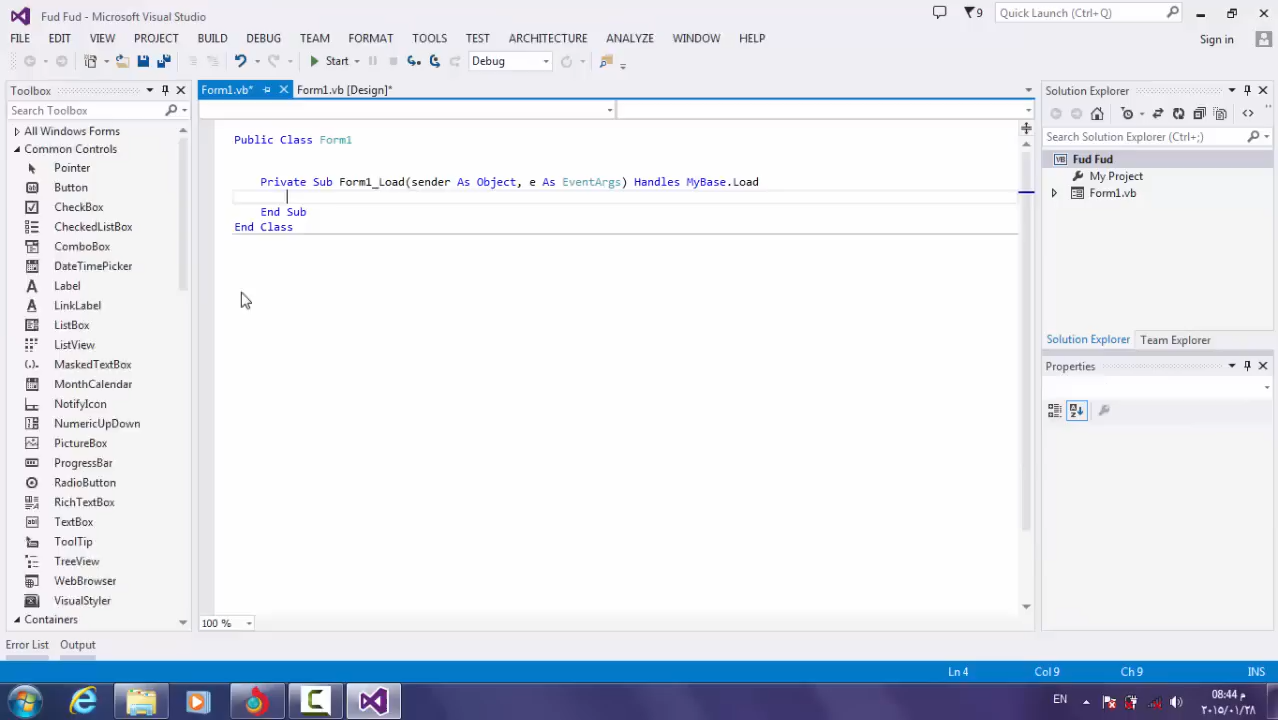 Fud Fud - Microsoft Visual Studio
9
Quick Launch (Ctrl+Q)
FILE EDIT VIEW PROJECT BUILD DEBUG TEAM FORMAT TOOLS TEST ARCHITECTURE ANALYZE WINDOW HELP
Sign in
Start
Debug
Toolbox
Search Toolbox
All Windows Forms
Common Controls
Pointer
Button
CheckBox
CheckedListBox
ComboBox
DateTimePicker
Label
LinkLabel
ListBox
ListView
MaskedTextBox
MonthCalendar
NotifyIcon
NumericUpDown
PictureBox
ProgressBar
RadioButton
RichTextBox
TextBox
ToolTip
TreeView
WebBrowser
VisualStyler
Containers
Form1.vb*
Form1.vb [Design]*
Public Class Form1
Private Sub Form1_Load(sender As Object, e As EventArgs) Handles MyBase.Load
End Sub
End Class
100 %
Solution Explorer
Search Solution Explorer (Ctrl+;)
Fud Fud
My Project
Form1.vb
Solution Explorer
Team Explorer
Properties
Error List
Output
Ln 4
Col 9
Ch 9
INS
EN
08:44 م
٢٠١٥/٠١/٢٨